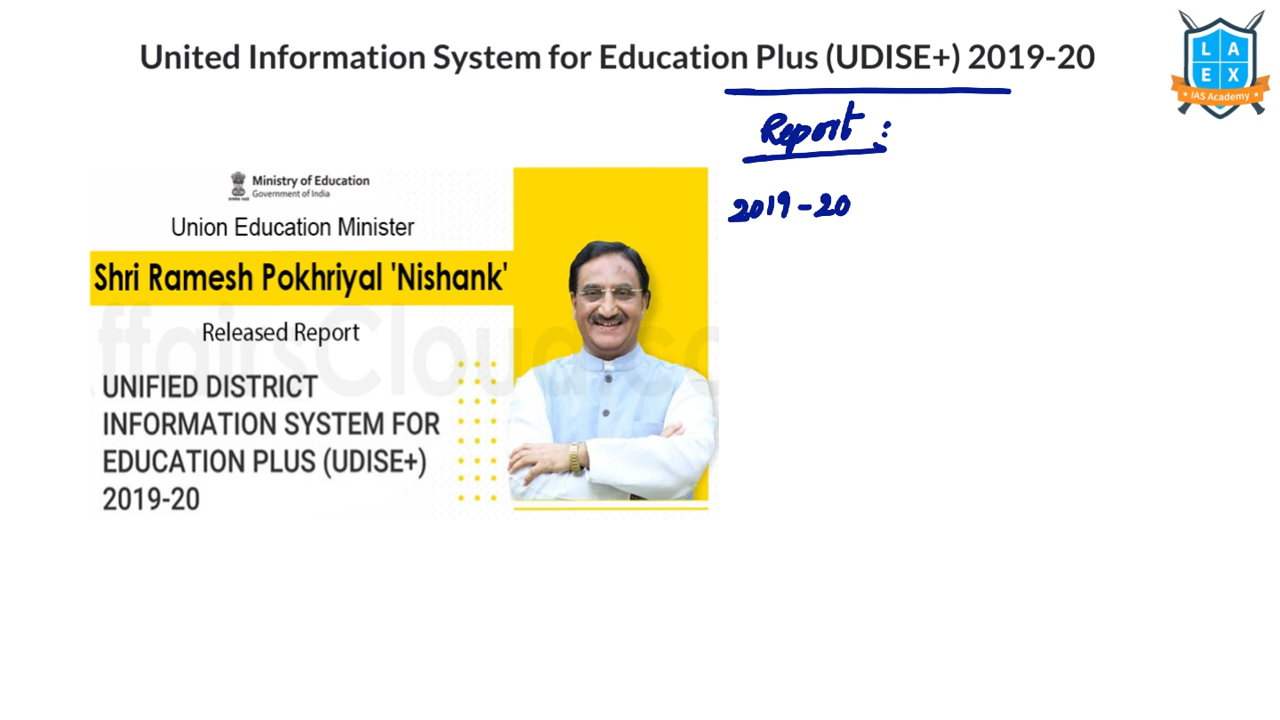 United Information System for Education Plus (UDISE+) 2019-20
L A
E X
IAS Academy
Report :
2019-20
Ministry of Education
Government of India
Union Education Minister
Shri Ramesh Pokhriyal 'Nishank'
Released Report
ffairsCloud.co
UNIFIED DISTRICT
INFORMATION SYSTEM FOR
EDUCATION PLUS (UDISE+)
2019-20